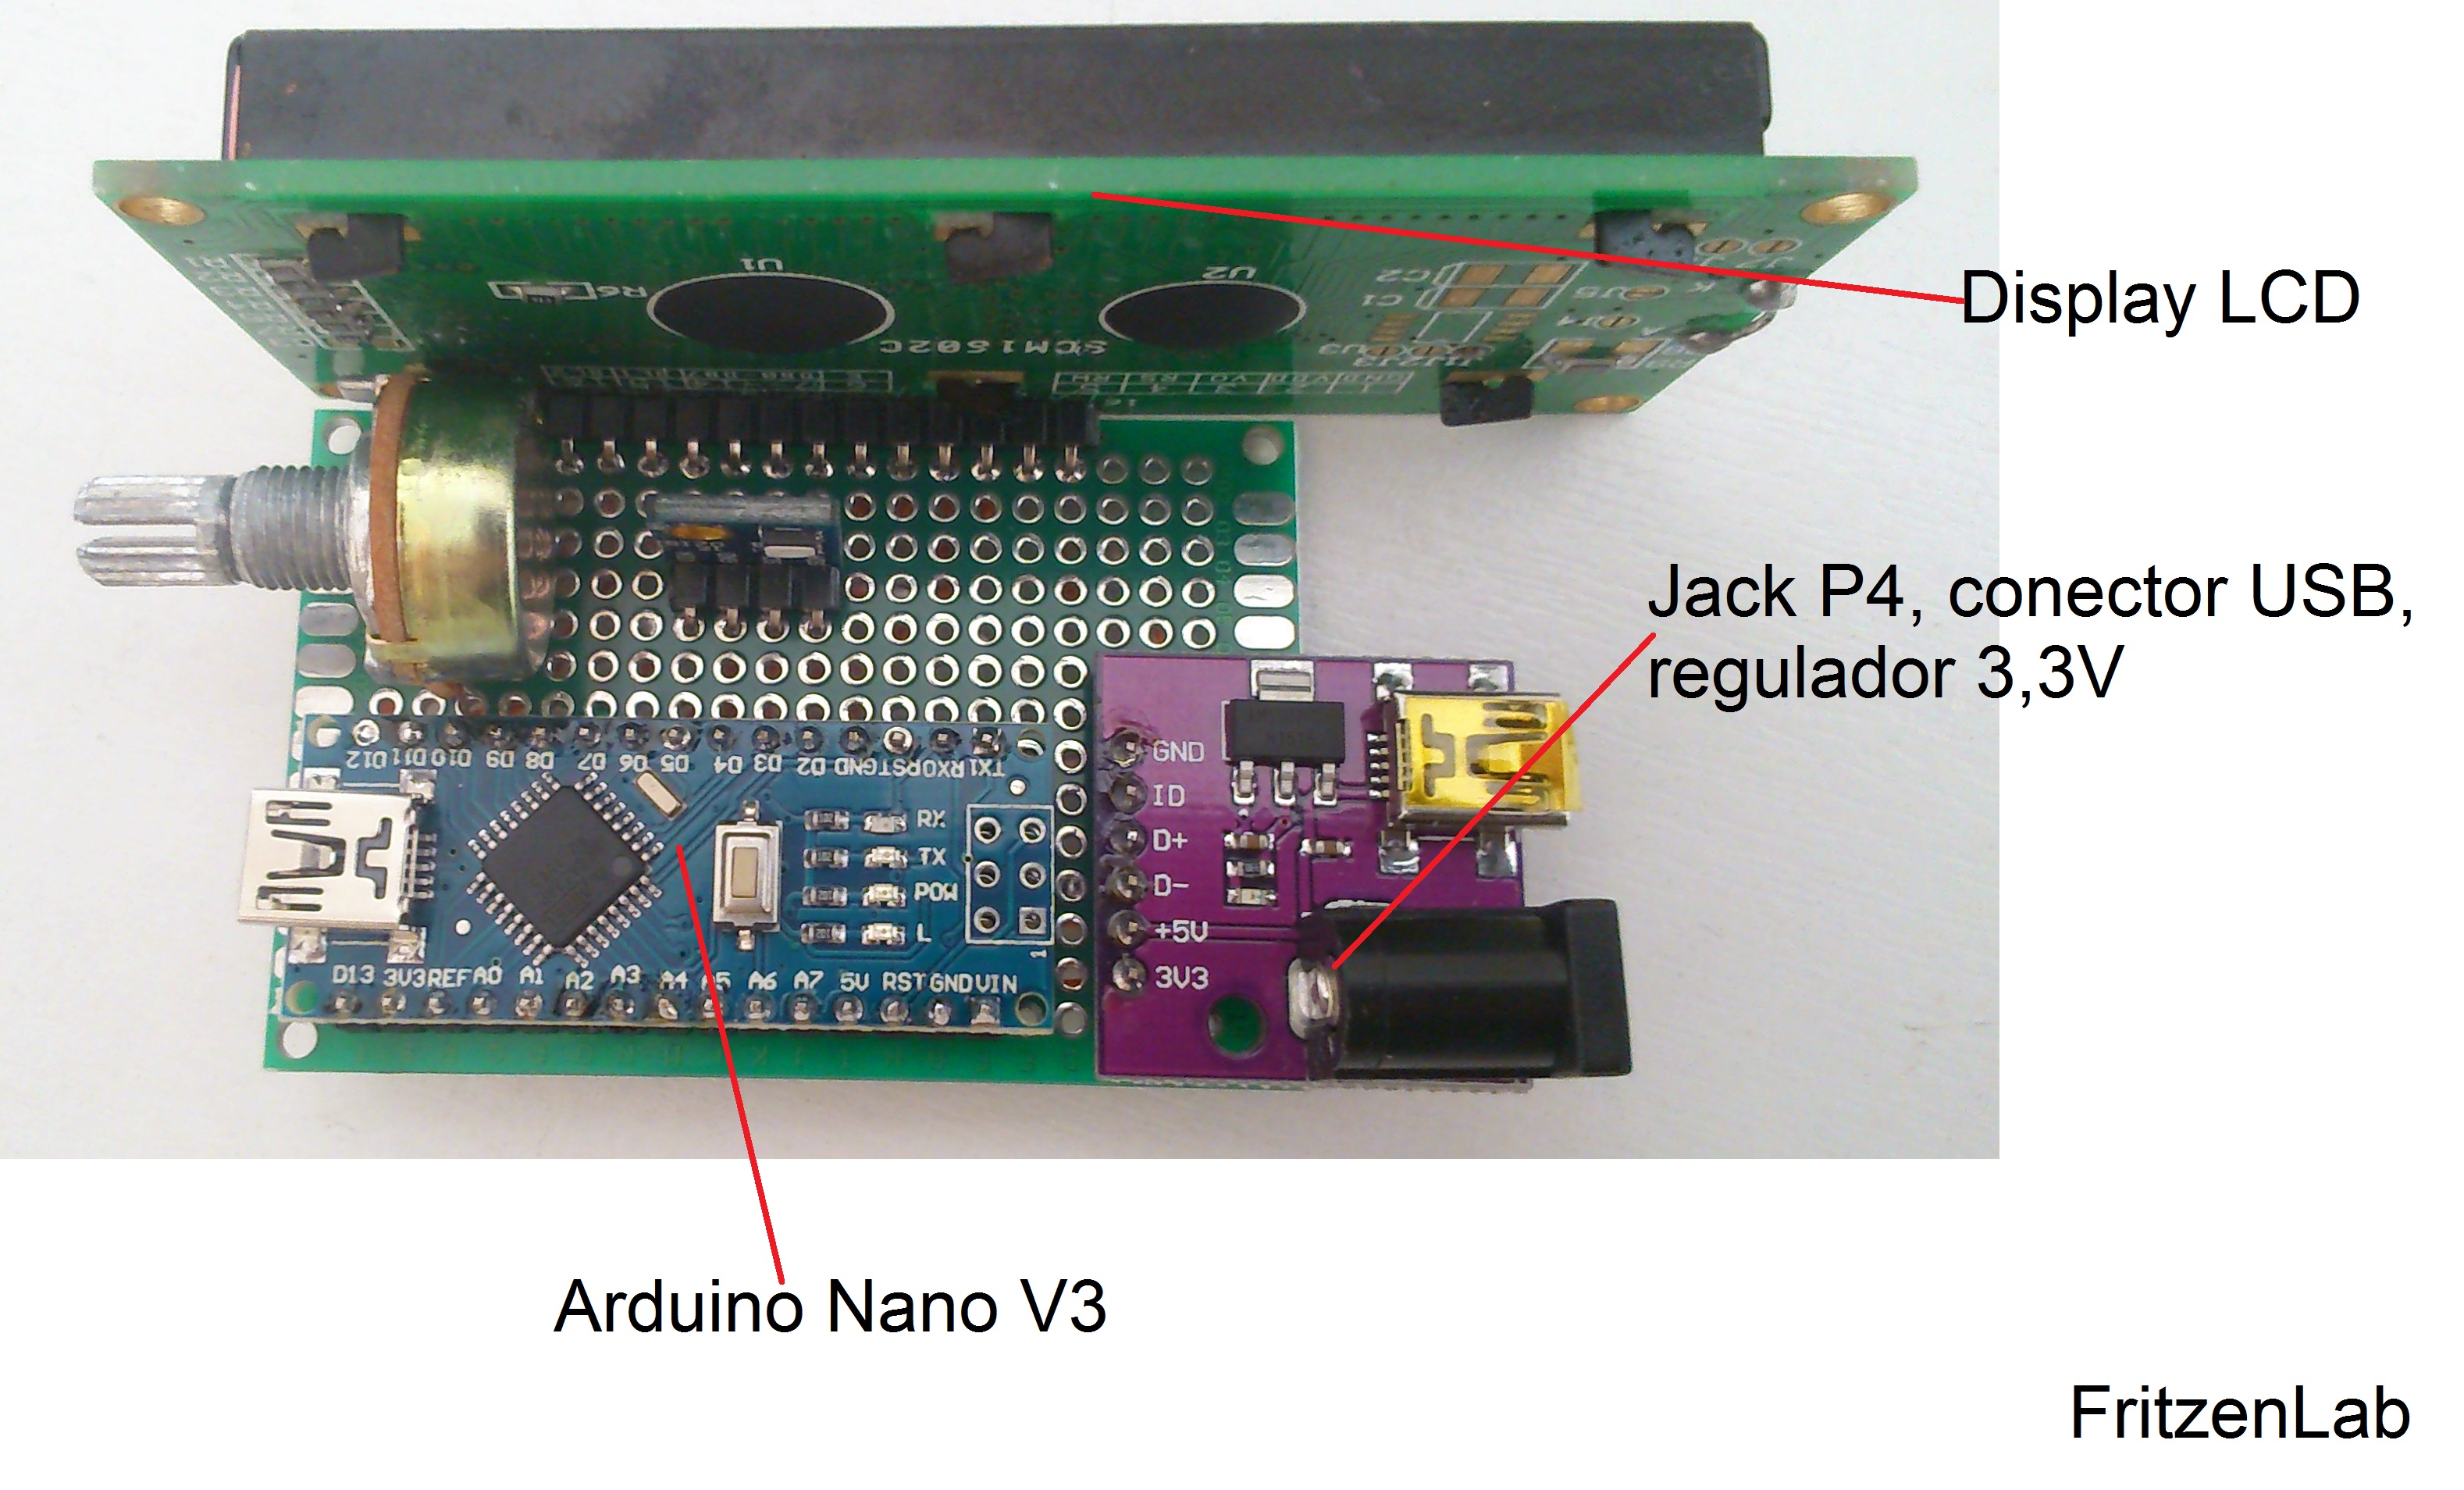 Display LCD
Jack P4, conector USB,
regulador 3,3V
Arduino Nano V3
FritzenLab
U1
U2
R6
C2
C1
J5
SCM1602C
D12 D11 D10 D9 D8 D7 D6 D5 D4 D3 D2 GND RST RX0 TX1
RX
TX
POW
L
1
D13 3V3 REF A0 A1 A2 A3 A4 A5 A6 A7 5V RST GND VIN
GND
ID
D+
D-
+5V
3V3